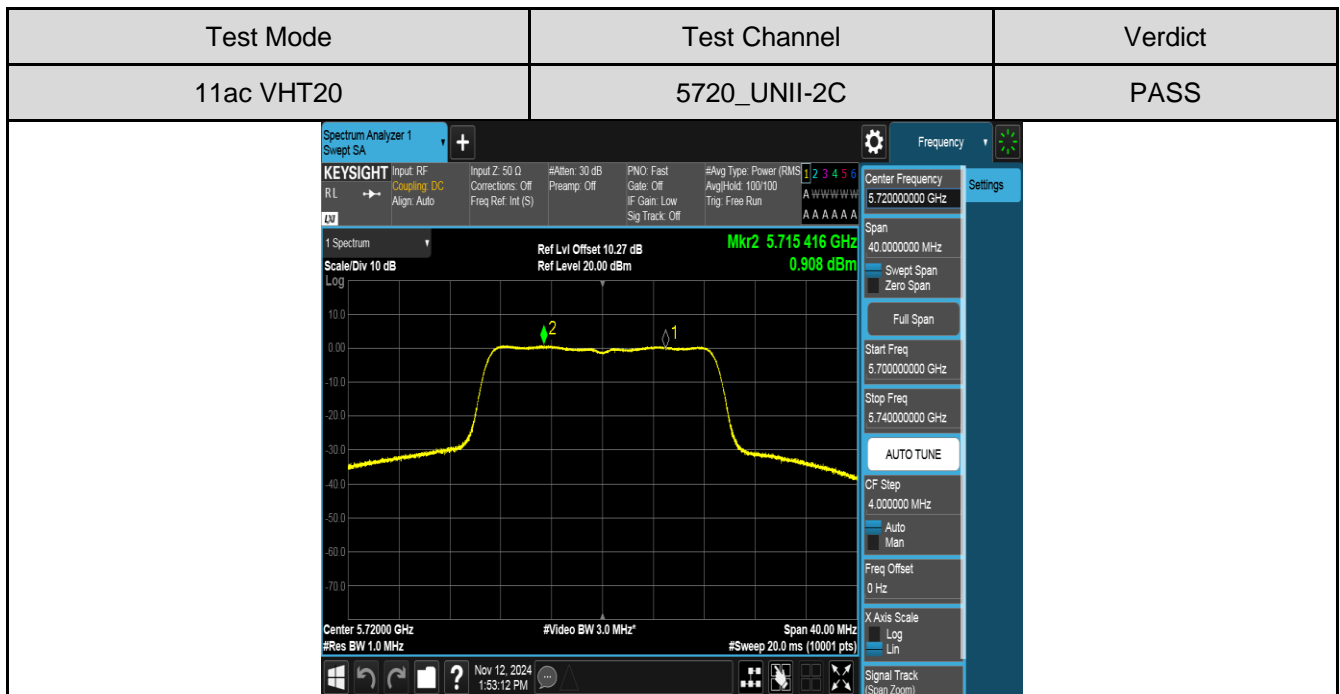 Test Mode Test Channel Verdict
11ac VHT20 5720_UNII-2C PASS
Spectrum Analyzer 1
Swept SA
+
Frequency
KEYSIGHT Input: RF Input Z: 50 Ω #Atten: 30 dB PNO: Fast #Avg Type: Power (RMS 1 2 3 4 5 6
RL Coupling: DC Corrections: Off Preamp: Off Gate: Off Avg|Hold: 100/100 A W W W W W
Align: Auto Freq Ref: Int (S) IF Gain: Low Trig: Free Run
LXI Sig Track: Off A A A A A A
1 Spectrum
Scale/Div 10 dB
Ref Lvl Offset 10.27 dB
Ref Level 20.00 dBm
Mkr2 5.715 416 GHz
0.908 dBm
Log
10.0
0.00
-10.0
-20.0
-30.0
-40.0
-50.0
-60.0
-70.0
2
1
Center 5.72000 GHz #Video BW 3.0 MHz* Span 40.00 MHz
#Res BW 1.0 MHz #Sweep 20.0 ms (10001 pts)
? Nov 12, 2024
1:53:12 PM
Center Frequency
5.720000000 GHz
Settings
Span
40.0000000 MHz
Swept Span
Zero Span
Full Span
Start Freq
5.700000000 GHz
Stop Freq
5.740000000 GHz
AUTO TUNE
CF Step
4.000000 MHz
Auto
Man
Freq Offset
0 Hz
X Axis Scale
Log
Lin
Signal Track
(Span Zoom)